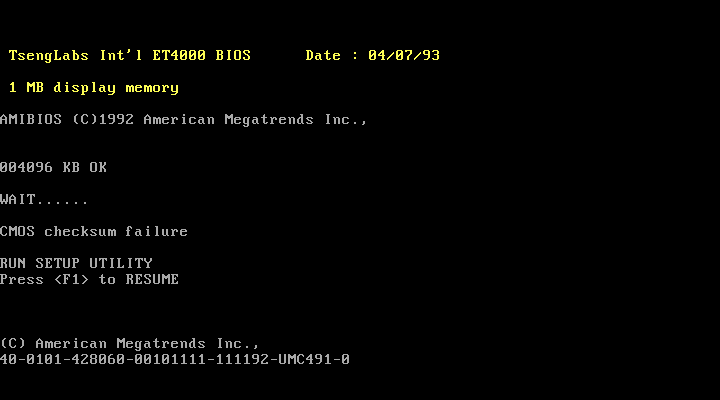 TsengLabs Int'l ET4000 BIOS      Date : 04/07/93
1 MB display memory
AMIBIOS (C)1992 American Megatrends Inc.,
004096 KB OK
WAIT......
CMOS checksum failure
RUN SETUP UTILITY
Press <F1> to RESUME
(C) American Megatrends Inc.,
40-0101-428060-00101111-111192-UMC491-0